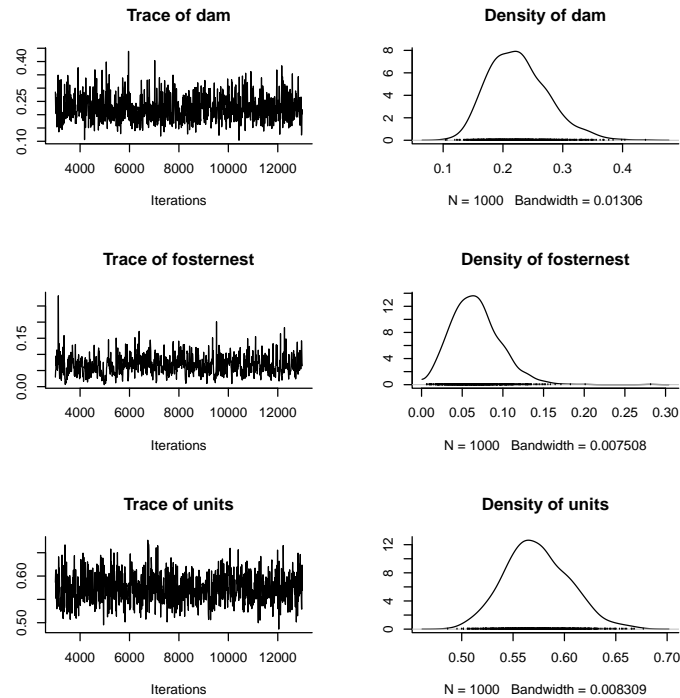 Trace of dam
0.10 0.25 0.40
4000 6000 8000 10000 12000
Iterations
Density of dam
0 2 4 6 8
0.1 0.2 0.3 0.4
N = 1000 Bandwidth = 0.01306
Trace of fosternest
0.00 0.15
4000 6000 8000 10000 12000
Iterations
Density of fosternest
0 4 8 12
0.00 0.05 0.10 0.15 0.20 0.25 0.30
N = 1000 Bandwidth = 0.007508
Trace of units
0.50 0.60
4000 6000 8000 10000 12000
Iterations
Density of units
0 4 8 12
0.50 0.55 0.60 0.65 0.70
N = 1000 Bandwidth = 0.008309